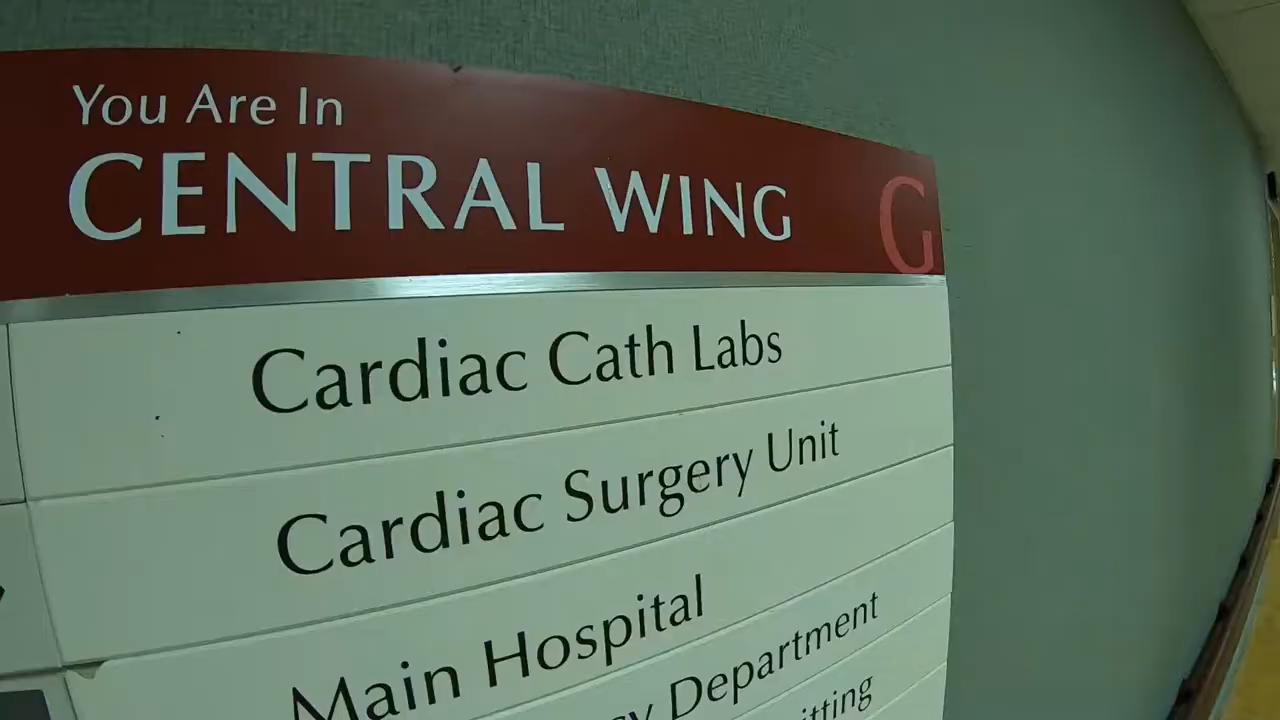 You Are In
CENTRAL WING G
Cardiac Cath Labs
Cardiac Surgery Unit
Main Hospital
Department